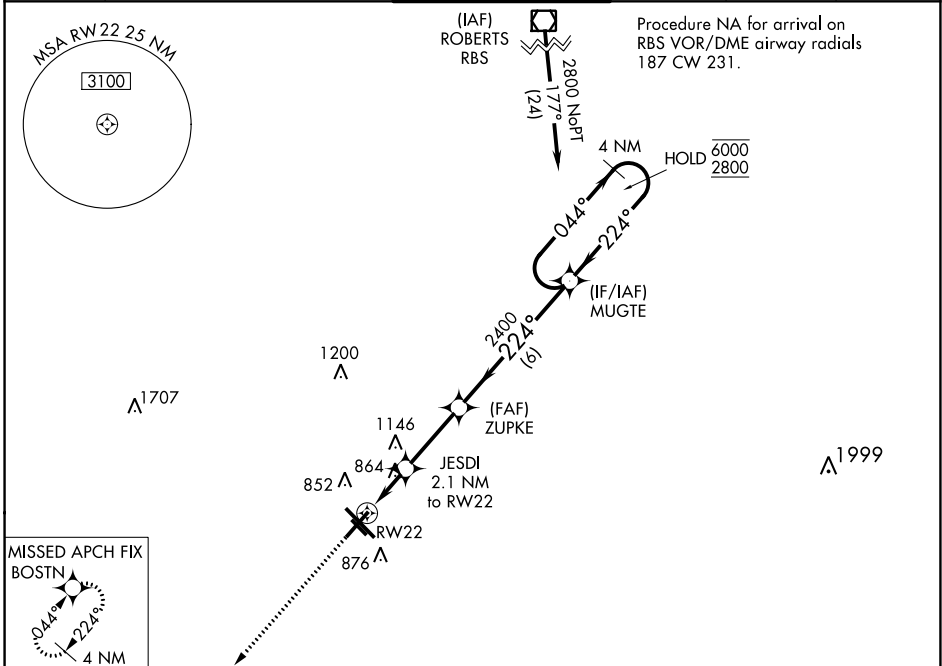 MSA RW22 25 NM
3100
(IAF)
ROBERTS
RBS
Procedure NA for arrival on
RBS VOR/DME airway radials
187 CW 231.
2800 NoPT
177°
(24)
4 NM
HOLD 6000
2800
044°
224°
(IF/IAF)
MUGTE
2400
224°
(6)
1200
1707
(FAF)
ZUPKE
1146
864
JESDI
2.1 NM
to RW22
852
1999
RW22
876
MISSED APCH FIX
BOSTN
044°
224°
4 NM